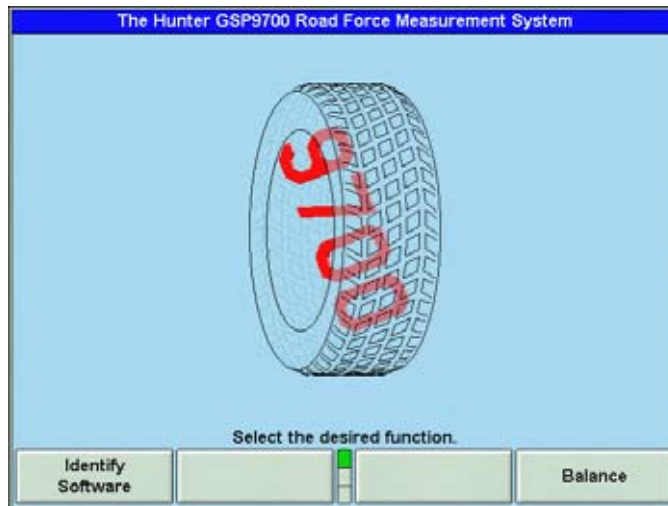 The Hunter GSP9700 Road Force Measurement System
9700
Select the desired function.
Identify
Software
Balance